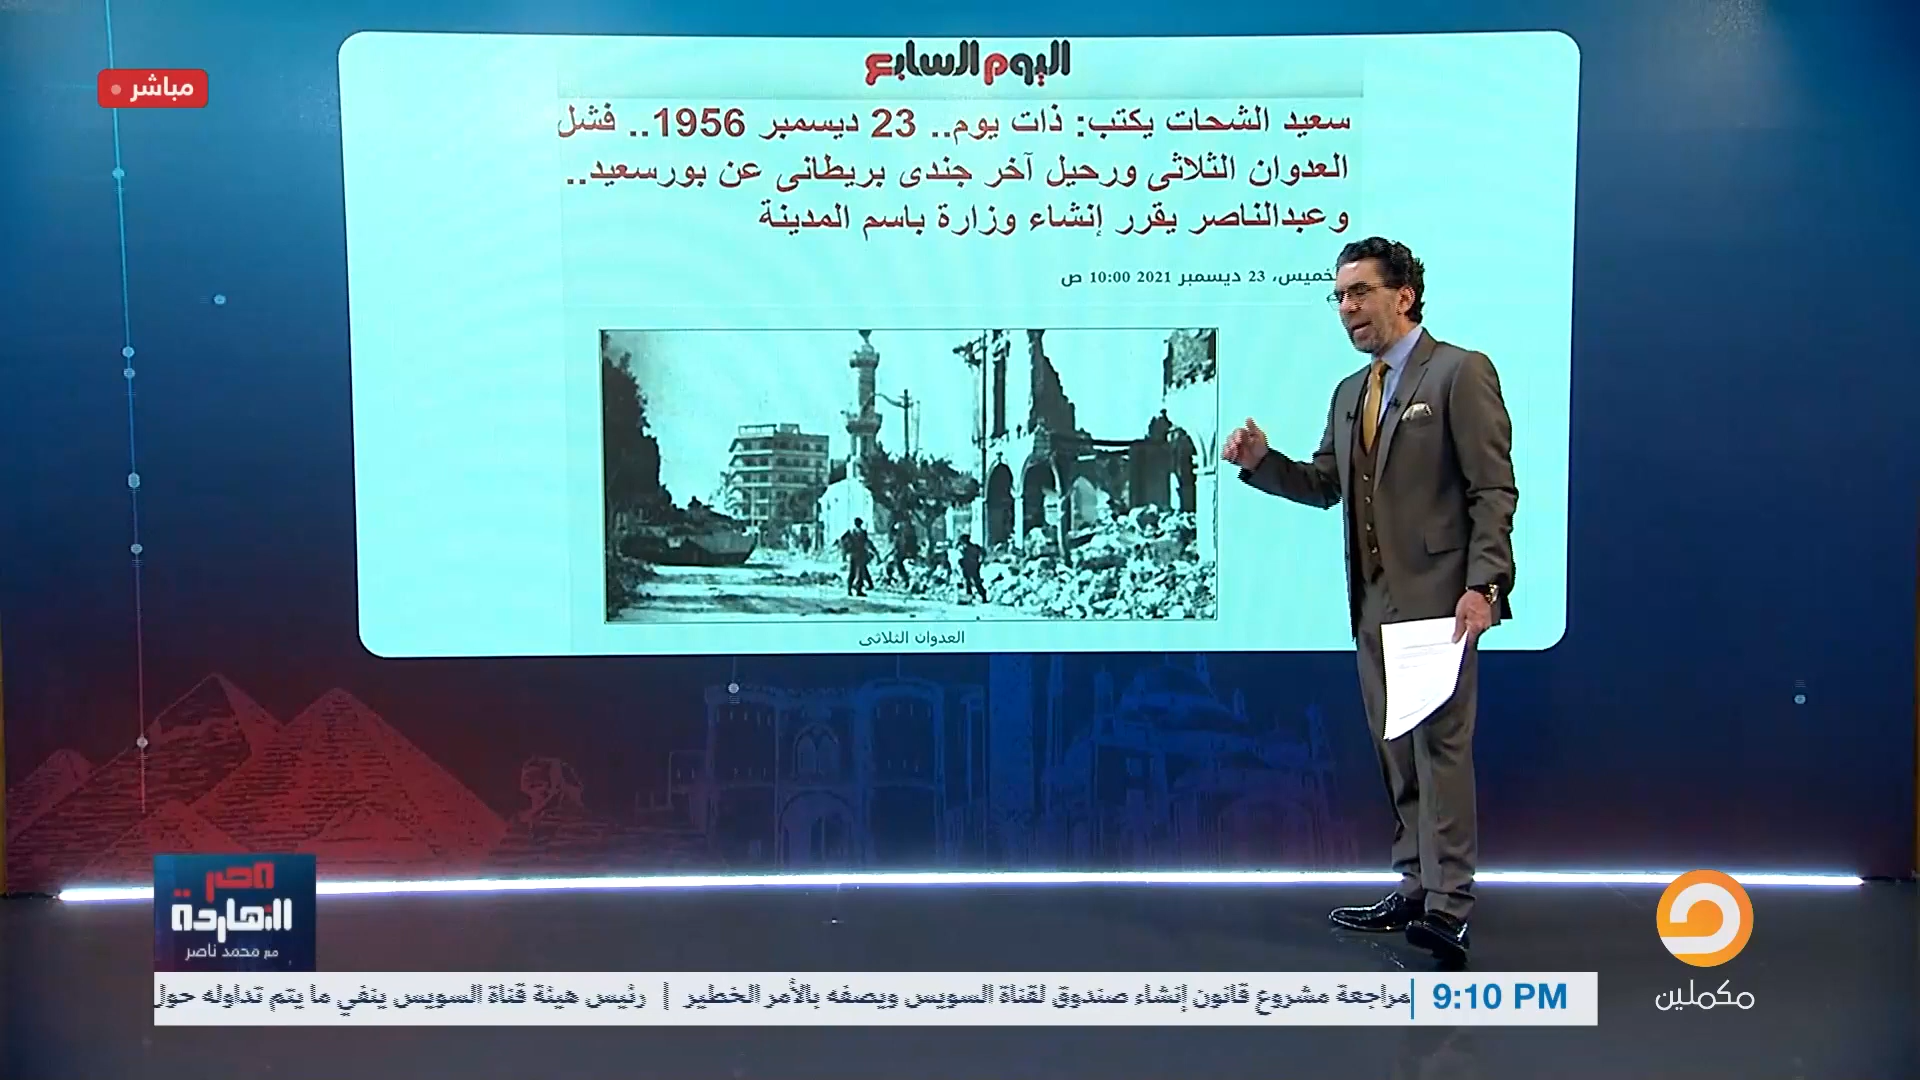 مباشر
اليوم السابع
سعيد الشحات يكتب: ذات يوم.. 23 ديسمبر 1956.. فشل
العدوان الثلاثى ورحيل آخر جندى بريطانى عن بورسعيد..
وعبدالناصر يقرر إنشاء وزارة باسم المدينة
لخميس، 23 ديسمبر 2021 10:00 ص
العدوان الثلاثى
مصر
النهاردة
مع محمد ناصر
9:10 PM
مراجعة مشروع قانون إنشاء صندوق لقناة السويس ويصفه بالأمر الخطير | رئيس هيئة قناة السويس ينفي ما يتم تداوله حول
مكملين